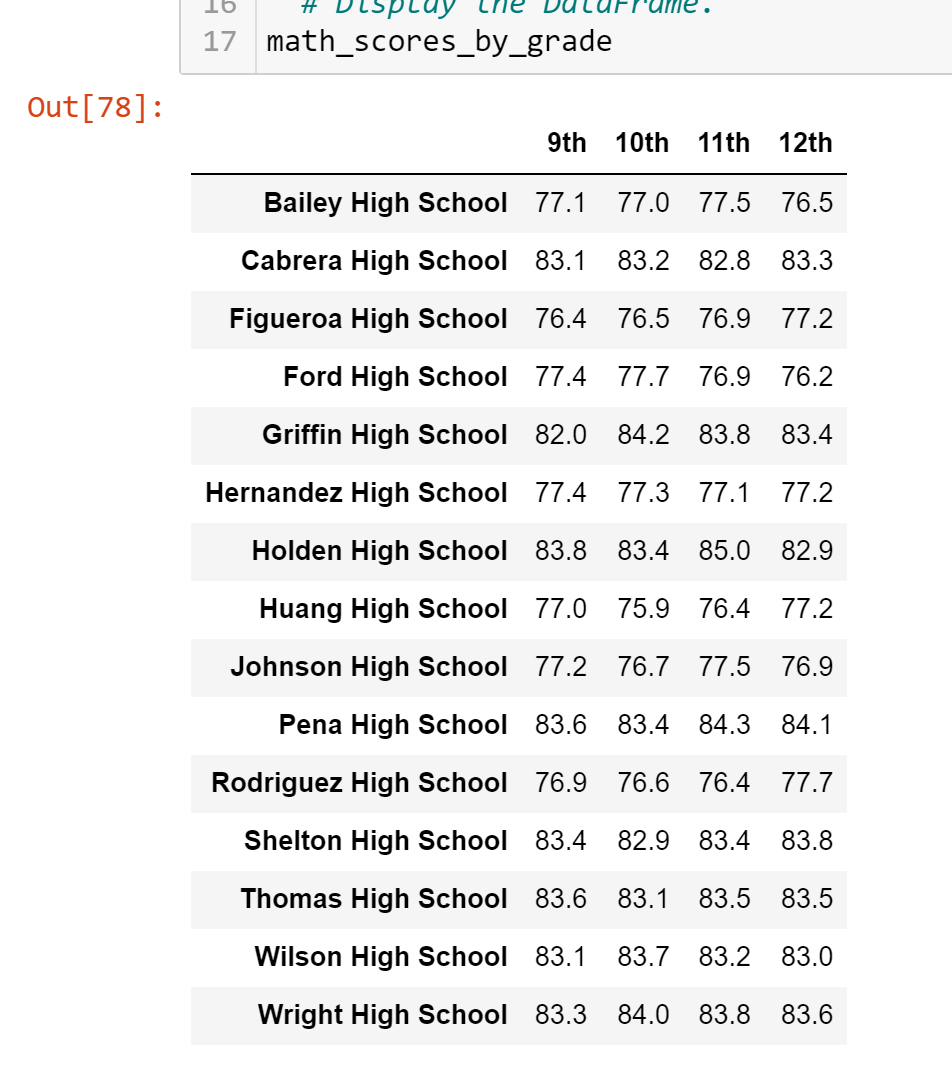 16 # Display the DataFrame.
17 math_scores_by_grade
Out[78]:
9th 10th 11th 12th
Bailey High School 77.1 77.0 77.5 76.5
Cabrera High School 83.1 83.2 82.8 83.3
Figueroa High School 76.4 76.5 76.9 77.2
Ford High School 77.4 77.7 76.9 76.2
Griffin High School 82.0 84.2 83.8 83.4
Hernandez High School 77.4 77.3 77.1 77.2
Holden High School 83.8 83.4 85.0 82.9
Huang High School 77.0 75.9 76.4 77.2
Johnson High School 77.2 76.7 77.5 76.9
Pena High School 83.6 83.4 84.3 84.1
Rodriguez High School 76.9 76.6 76.4 77.7
Shelton High School 83.4 82.9 83.4 83.8
Thomas High School 83.6 83.1 83.5 83.5
Wilson High School 83.1 83.7 83.2 83.0
Wright High School 83.3 84.0 83.8 83.6